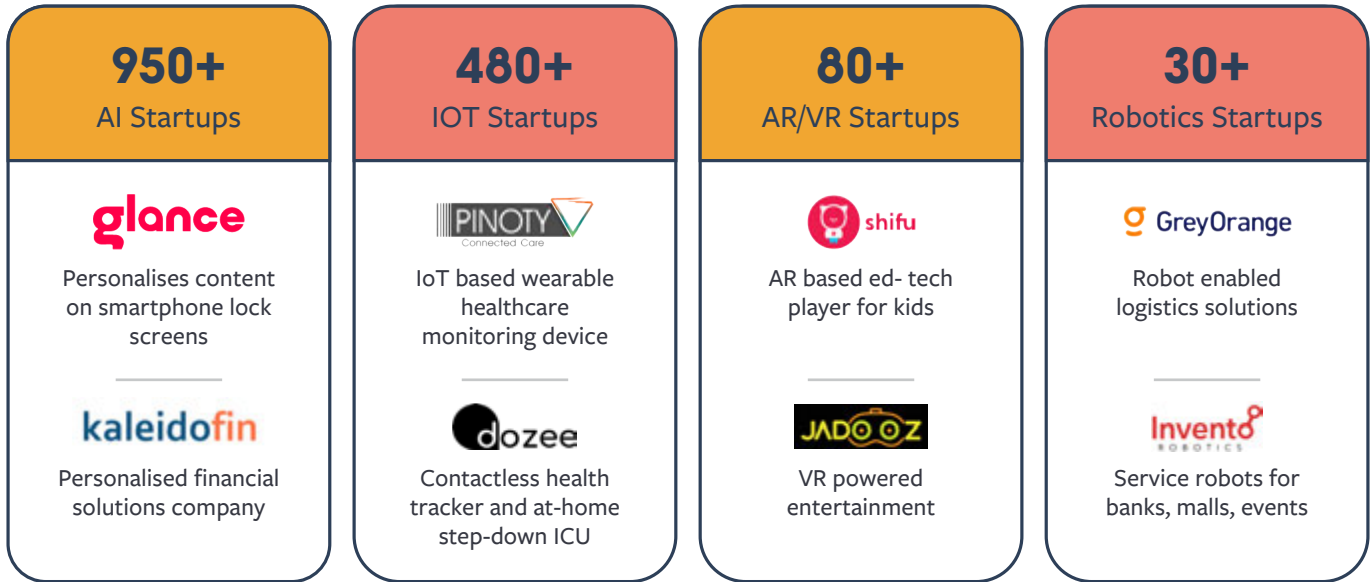 950+
AI Startups
glance
Personalises content
on smartphone lock
screens
kaleidofin
Personalised financial
solutions company
480+
IOT Startups
PINOTY
Connected Care
IoT based wearable
healthcare
monitoring device
dozee
Contactless health
tracker and at-home
step-down ICU
80+
AR/VR Startups
shifu
AR based ed- tech
player for kids
JADOOZ
VR powered
entertainment
30+
Robotics Startups
GreyOrange
Robot enabled
logistics solutions
Invento
ROBOTICS
Service robots for
banks, malls, events